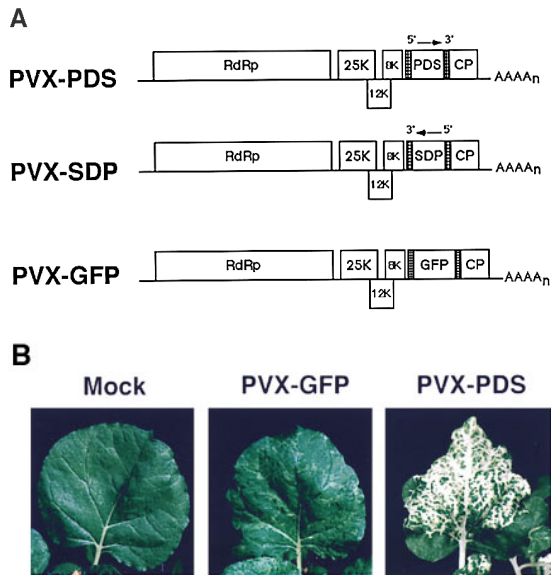 A
5' 3'
PVX-PDS RdRp 25K 8K PDS CP AAAAn
12K
3' 5'
PVX-SDP RdRp 25K 8K SDP CP AAAAn
12K
PVX-GFP RdRp 25K 8K GFP CP AAAAn
12K
B
Mock PVX-GFP PVX-PDS